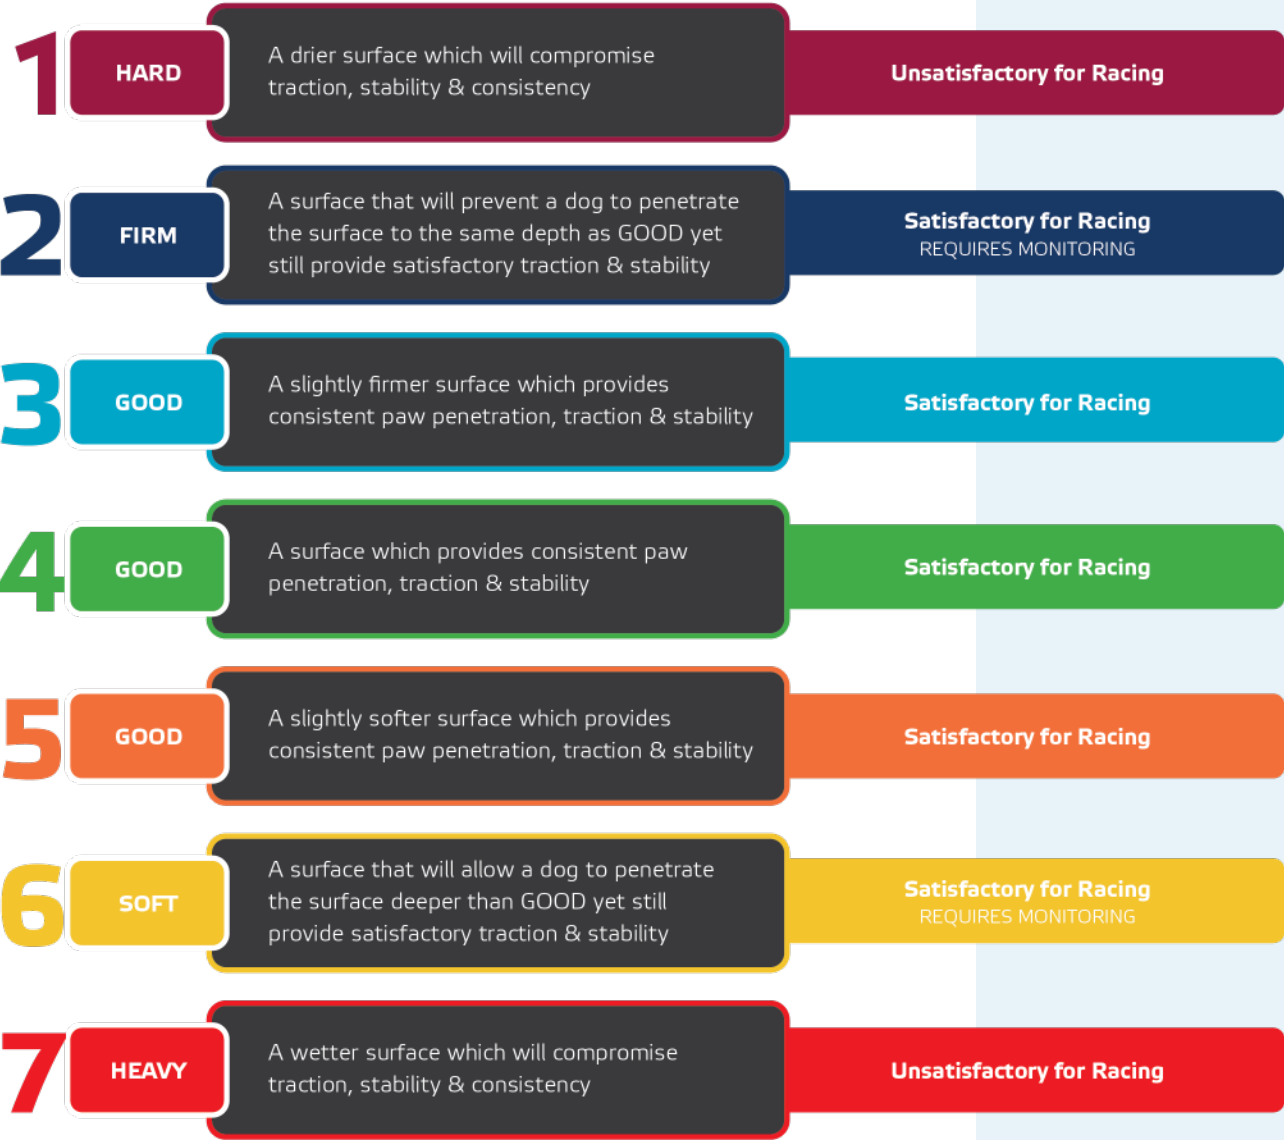 1
HARD
A drier surface which will compromise
traction, stability & consistency
Unsatisfactory for Racing
2
FIRM
A surface that will prevent a dog to penetrate
the surface to the same depth as GOOD yet
still provide satisfactory traction & stability
Satisfactory for Racing
REQUIRES MONITORING
3
GOOD
A slightly firmer surface which provides
consistent paw penetration, traction & stability
Satisfactory for Racing
4
GOOD
A surface which provides consistent paw
penetration, traction & stability
Satisfactory for Racing
5
GOOD
A slightly softer surface which provides
consistent paw penetration, traction & stability
Satisfactory for Racing
6
SOFT
A surface that will allow a dog to penetrate
the surface deeper than GOOD yet still
provide satisfactory traction & stability
Satisfactory for Racing
REQUIRES MONITORING
7
HEAVY
A wetter surface which will compromise
traction, stability & consistency
Unsatisfactory for Racing